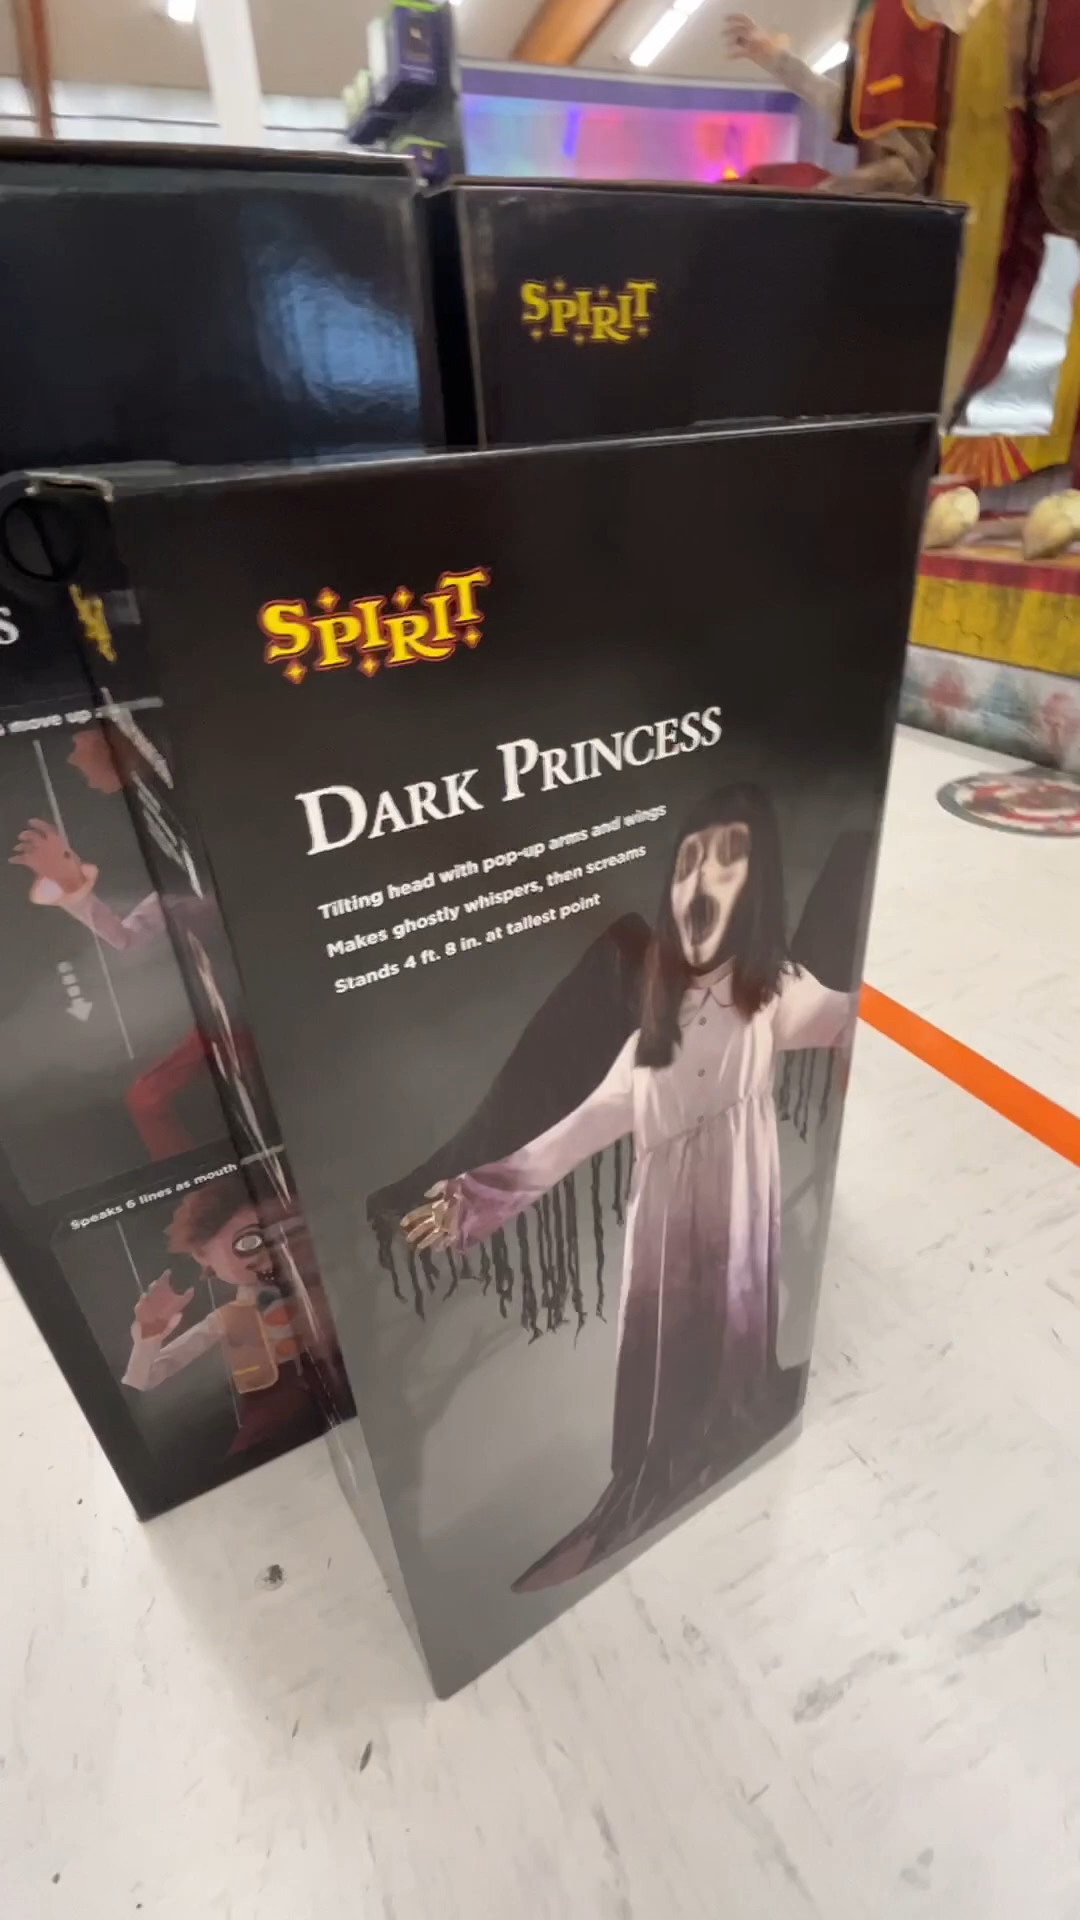 SPIRIT
SPIRIT
DARK PRINCESS
Tilting head with pop-up arms and wings
Makes ghostly whispers, then screams
Stands 4 ft. 8 in. at tallest point
S
s move up
Speaks 6 lines as mouth